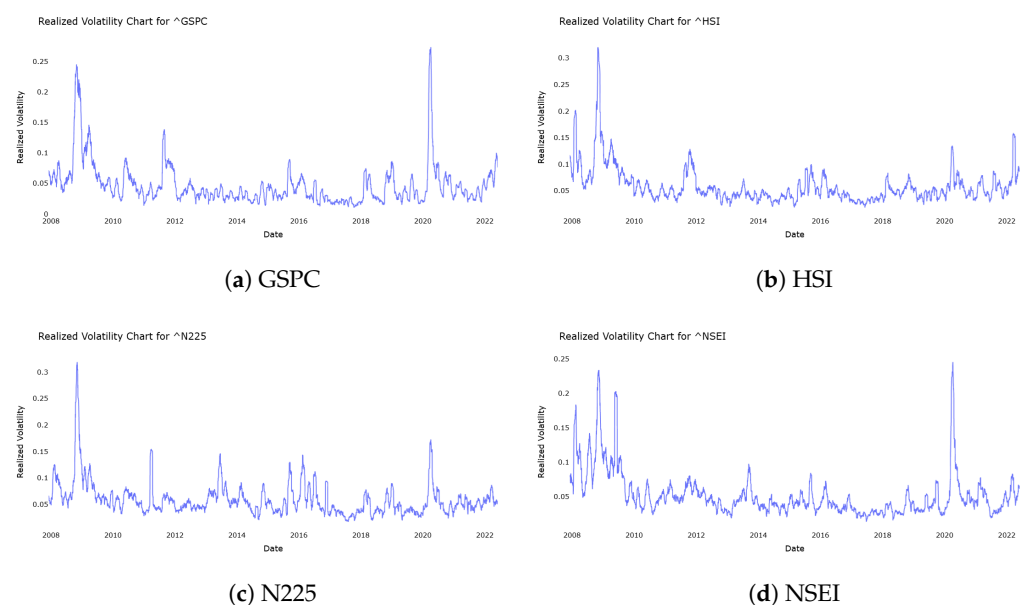 Realized Volatility Chart for ^GSPC
Realized Volatility
0.25
0.2
0.15
0.1
0.05
0
2008 2010 2012 2014 2016 2018 2020 2022
Date
(a) GSPC
Realized Volatility Chart for ^HSI
Realized Volatility
0.3
0.25
0.2
0.15
0.1
0.05
2008 2010 2012 2014 2016 2018 2020 2022
Date
(b) HSI
Realized Volatility Chart for ^N225
Realized Volatility
0.3
0.25
0.2
0.15
0.1
0.05
2008 2010 2012 2014 2016 2018 2020 2022
Date
(c) N225
Realized Volatility Chart for ^NSEI
Realized Volatility
0.25
0.2
0.15
0.1
0.05
2008 2010 2012 2014 2016 2018 2020 2022
Date
(d) NSEI